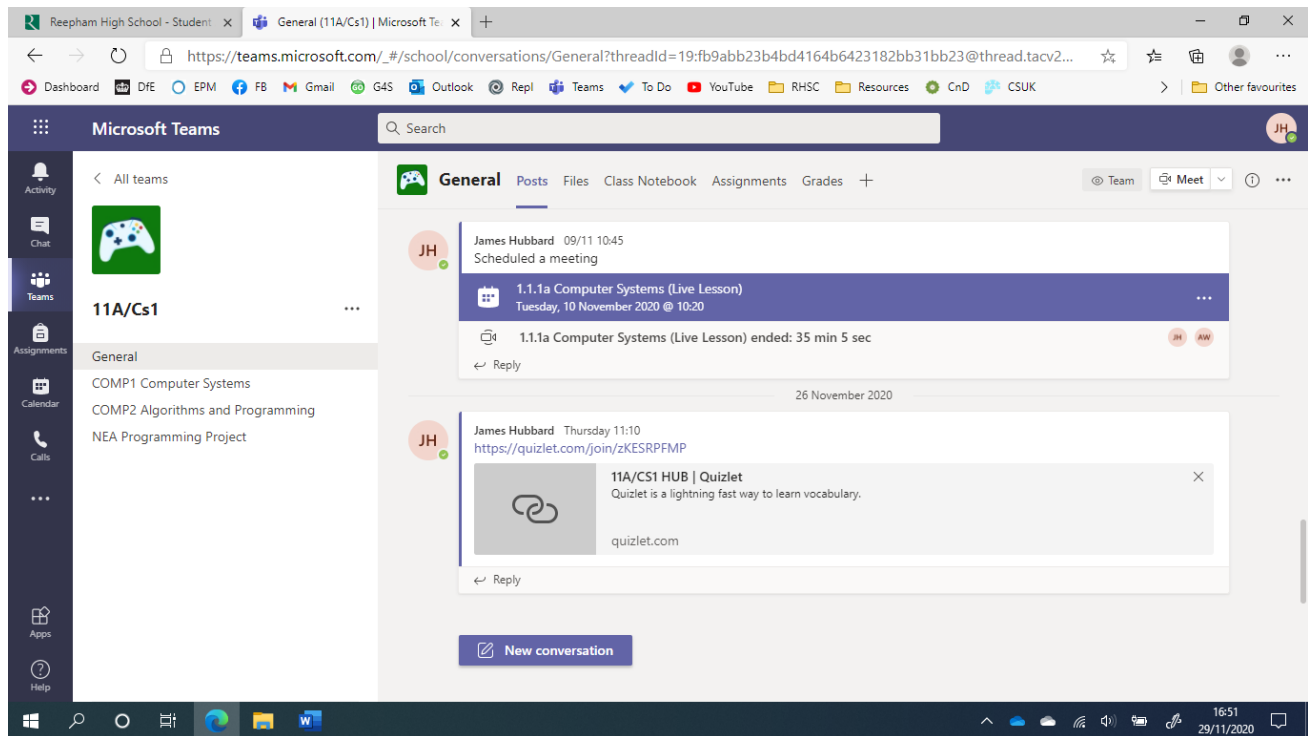 Reepham High School - Student
General (11A/Cs1) | Microsoft Te
https://teams.microsoft.com/_#/school/conversations/General?threadId=19:fb9abb23b4bd4164b6423182bb31bb23@thread.tacv2...
Dashboard DfE EPM FB Gmail G4S Outlook Repl Teams To Do YouTube RHSC Resources CnD CSUK Other favourites
Microsoft Teams
Search
JH
Activity
Chat
Teams
Assignments
Calendar
Calls
Apps
Help
All teams
11A/Cs1
General
COMP1 Computer Systems
COMP2 Algorithms and Programming
NEA Programming Project
General Posts Files Class Notebook Assignments Grades
Team Meet
JH
James Hubbard 09/11 10:45
Scheduled a meeting
1.1.1a Computer Systems (Live Lesson)
Tuesday, 10 November 2020 @ 10:20
1.1.1a Computer Systems (Live Lesson) ended: 35 min 5 sec
JH AW
Reply
26 November 2020
JH
James Hubbard Thursday 11:10
https://quizlet.com/join/zKESRPFMP
11A/CS1 HUB | Quizlet
Quizlet is a lightning fast way to learn vocabulary.
quizlet.com
Reply
New conversation
16:51
29/11/2020